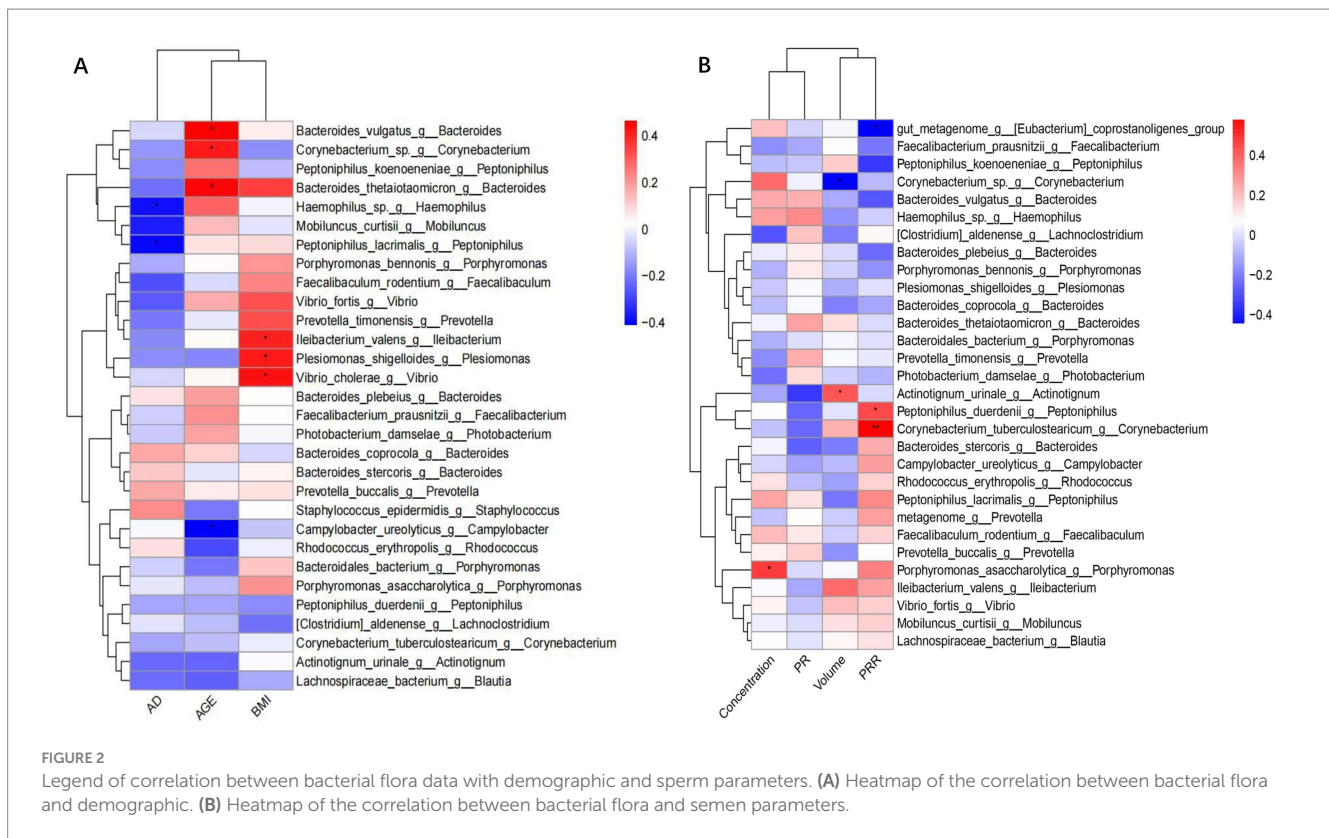 A
Bacteroides_vulgatus_g__Bacteroides
Corynebacterium_sp._g__Corynebacterium
Peptoniphilus_koenoeneniae_g__Peptoniphilus
Bacteroides_thetaiotaomicron_g__Bacteroides
Haemophilus_sp._g__Haemophilus
Mobiluncus_curtisii_g__Mobiluncus
Peptoniphilus_lacrimalis_g__Peptoniphilus
Porphyromonas_bennonis_g__Porphyromonas
Faecalibaculum_rodentium_g__Faecalibaculum
Vibrio_fortis_g__Vibrio
Prevotella_timonensis_g__Prevotella
Ileibacterium_valens_g__Ileibacterium
Plesiomonas_shigelloides_g__Plesiomonas
Vibrio_cholerae_g__Vibrio
Bacteroides_plebeius_g__Bacteroides
Faecalibacterium_prausnitzii_g__Faecalibacterium
Photobacterium_damselae_g__Photobacterium
Bacteroides_coprocola_g__Bacteroides
Bacteroides_stercoris_g__Bacteroides
Prevotella_buccalis_g__Prevotella
Staphylococcus_epidermidis_g__Staphylococcus
Campylobacter_ureolyticus_g__Campylobacter
Rhodococcus_erythropolis_g__Rhodococcus
Bacteroidales_bacterium_g__Porphyromonas
Porphyromonas_asaccharolytica_g__Porphyromonas
Peptoniphilus_duerdenii_g__Peptoniphilus
[Clostridium]_aldenense_g__Lachnoclostridium
Corynebacterium_tuberculostearicum_g__Corynebacterium
Actinotignum_urinale_g__Actinotignum
Lachnospiraceae_bacterium_g__Blautia
AD
AGE
BMI
0.4
0.2
0
−0.2
−0.4
B
gut_metagenome_g__[Eubacterium]_coprostanoligenes_group
Faecalibacterium_prausnitzii_g__Faecalibacterium
Peptoniphilus_koenoeneniae_g__Peptoniphilus
Corynebacterium_sp._g__Corynebacterium
Bacteroides_vulgatus_g__Bacteroides
Haemophilus_sp._g__Haemophilus
[Clostridium]_aldenense_g__Lachnoclostridium
Bacteroides_plebeius_g__Bacteroides
Porphyromonas_bennonis_g__Porphyromonas
Plesiomonas_shigelloides_g__Plesiomonas
Bacteroides_coprocola_g__Bacteroides
Bacteroides_thetaiotaomicron_g__Bacteroides
Bacteroidales_bacterium_g__Porphyromonas
Prevotella_timonensis_g__Prevotella
Photobacterium_damselae_g__Photobacterium
Actinotignum_urinale_g__Actinotignum
Peptoniphilus_duerdenii_g__Peptoniphilus
Corynebacterium_tuberculostearicum_g__Corynebacterium
Bacteroides_stercoris_g__Bacteroides
Campylobacter_ureolyticus_g__Campylobacter
Rhodococcus_erythropolis_g__Rhodococcus
Peptoniphilus_lacrimalis_g__Peptoniphilus
metagenome_g__Prevotella
Faecalibaculum_rodentium_g__Faecalibaculum
Prevotella_buccalis_g__Prevotella
Porphyromonas_asaccharolytica_g__Porphyromonas
Ileibacterium_valens_g__Ileibacterium
Vibrio_fortis_g__Vibrio
Mobiluncus_curtisii_g__Mobiluncus
Lachnospiraceae_bacterium_g__Blautia
Concentration
PR
Volume
PRR
0.4
0.2
0
−0.2
−0.4
FIGURE 2
Legend of correlation between bacterial flora data with demographic and sperm parameters. (A) Heatmap of the correlation between bacterial flora
and demographic. (B) Heatmap of the correlation between bacterial flora and semen parameters.